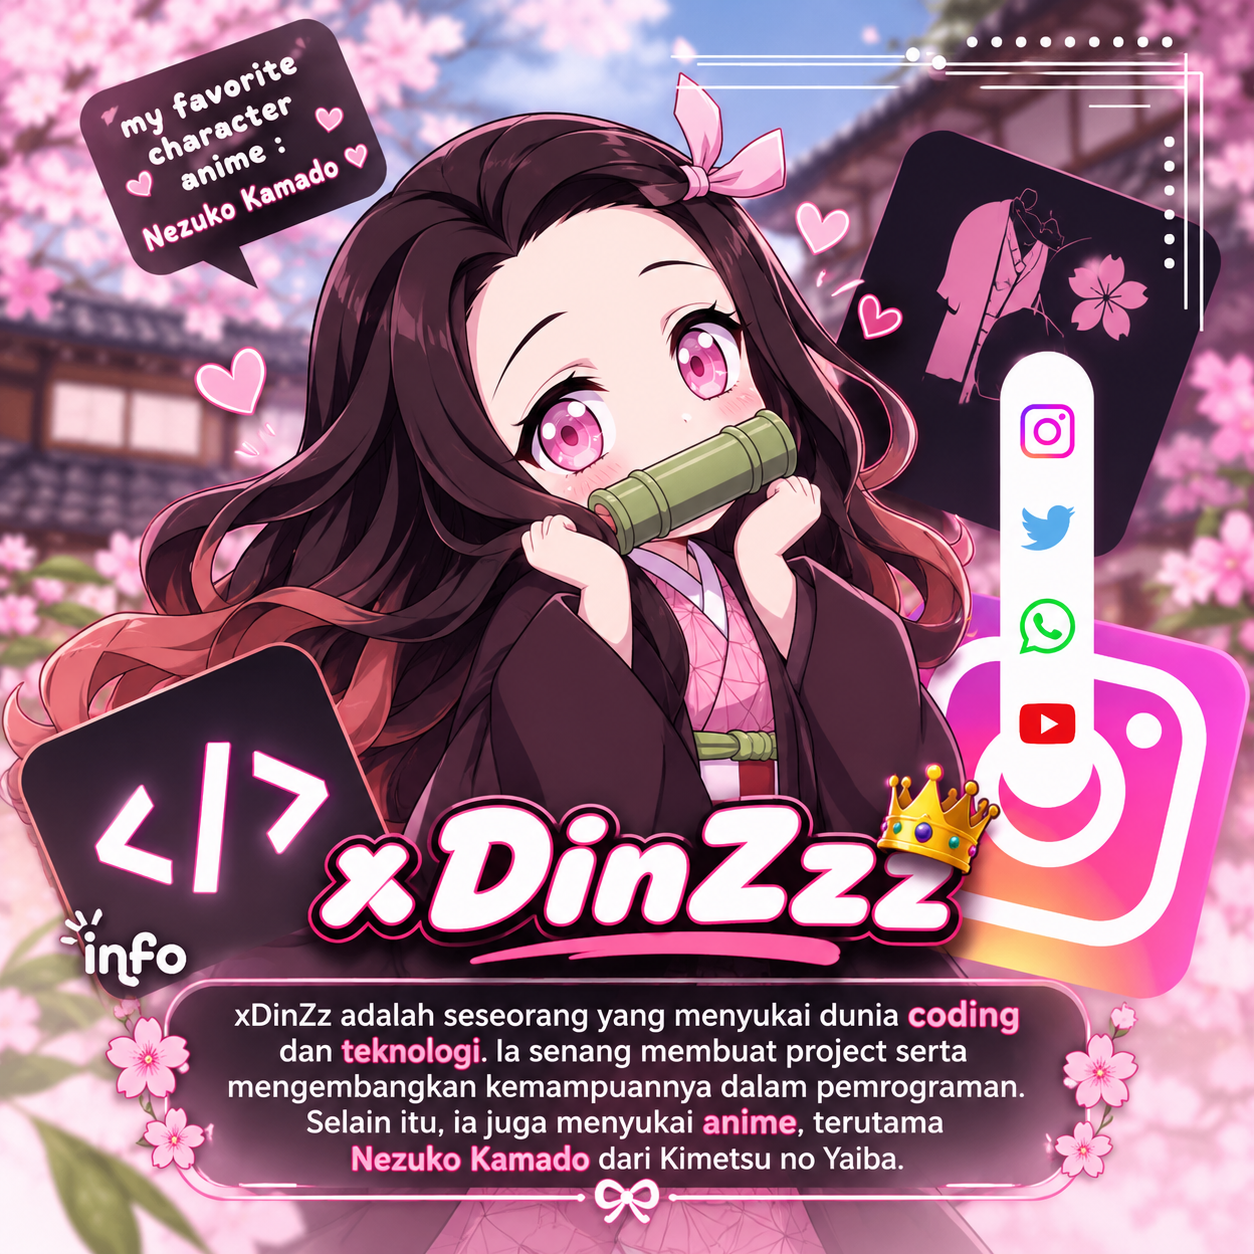 my favorite
character
anime :
Nezuko Kamado
</>
xDinZzz
info
xDinZz adalah seseorang yang menyukai dunia coding
dan teknologi. Ia senang membuat project serta
mengembangkan kemampuannya dalam pemrograman.
Selain itu, ia juga menyukai anime, terutama
Nezuko Kamado dari Kimetsu no Yaiba.